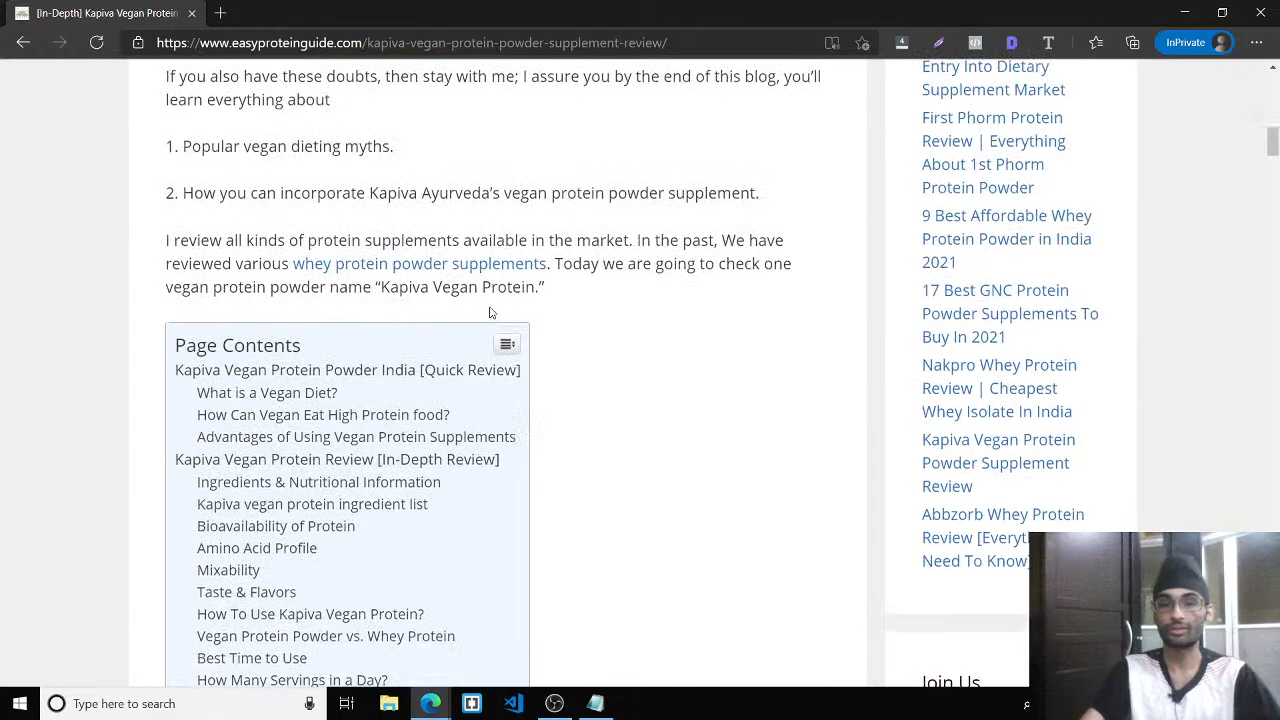 [In-Depth] Kapiva Vegan Protein
https://www.easyproteinguide.com/kapiva-vegan-protein-powder-supplement-review/
InPrivate
If you also have these doubts, then stay with me; I assure you by the end of this blog, you'll
learn everything about
1. Popular vegan dieting myths.
2. How you can incorporate Kapiva Ayurveda's vegan protein powder supplement.
I review all kinds of protein supplements available in the market. In the past, We have
reviewed various whey protein powder supplements. Today we are going to check one
vegan protein powder name “Kapiva Vegan Protein.”
Page Contents
Kapiva Vegan Protein Powder India [Quick Review]
What is a Vegan Diet?
How Can Vegan Eat High Protein food?
Advantages of Using Vegan Protein Supplements
Kapiva Vegan Protein Review [In-Depth Review]
Ingredients & Nutritional Information
Kapiva vegan protein ingredient list
Bioavailability of Protein
Amino Acid Profile
Mixability
Taste & Flavors
How To Use Kapiva Vegan Protein?
Vegan Protein Powder vs. Whey Protein
Best Time to Use
How Many Servings in a Day?
Entry Into Dietary
Supplement Market
First Phorm Protein
Review | Everything
About 1st Phorm
Protein Powder
9 Best Affordable Whey
Protein Powder in India
2021
17 Best GNC Protein
Powder Supplements To
Buy In 2021
Nakpro Whey Protein
Review | Cheapest
Whey Isolate In India
Kapiva Vegan Protein
Powder Supplement
Review
Abbzorb Whey Protein
Review [Everyt
Need To Know]
Join Us
Type here to search